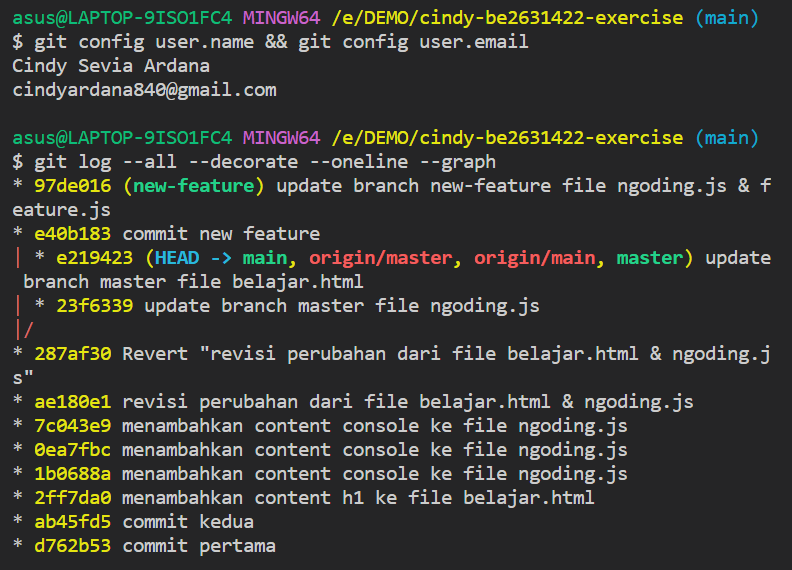 asus@LAPTOP-9ISO1FC4 MINGW64 /e/DEMO/cindy-be2631422-exercise (main)
$ git config user.name && git config user.email
Cindy Sevia Ardana
cindyardana840@gmail.com

asus@LAPTOP-9ISO1FC4 MINGW64 /e/DEMO/cindy-be2631422-exercise (main)
$ git log --all --decorate --oneline --graph
* 97de016 (new-feature) update branch new-feature file ngoding.js & f
eature.js
* e40b183 commit new feature
| * e219423 (HEAD -> main, origin/master, origin/main, master) update
 branch master file belajar.html
| * 23f6339 update branch master file ngoding.js
|/
* 287af30 Revert "revisi perubahan dari file belajar.html & ngoding.j
s"
* ae180e1 revisi perubahan dari file belajar.html & ngoding.js
* 7c043e9 menambahkan content console ke file ngoding.js
* 0ea7fbc menambahkan content console ke file ngoding.js
* 1b0688a menambahkan content console ke file ngoding.js
* 2ff7da0 menambahkan content h1 ke file belajar.html
* ab45fd5 commit kedua
* d762b53 commit pertama